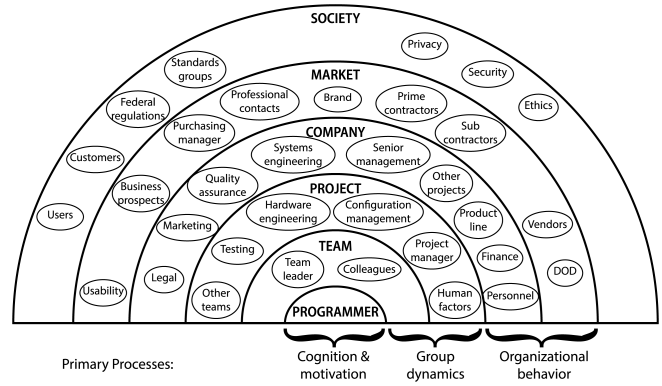 SOCIETY
Privacy
Standards
groups
Security
Federal
regulations
Ethics
Customers
Users
MARKET
Professional
contacts
Brand
Prime
contractors
Purchasing
manager
Sub
contractors
Business
prospects
Vendors
Usability
DOD
COMPANY
Systems
engineering
Senior
management
Quality
assurance
Other
projects
Marketing
Product
line
Legal
Finance
Personnel
PROJECT
Hardware
engineering
Configuration
management
Testing
Project
manager
Other
teams
Human
factors
TEAM
Team
leader
Colleagues
PROGRAMMER
Primary Processes:
Cognition &
motivation
Group
dynamics
Organizational
behavior